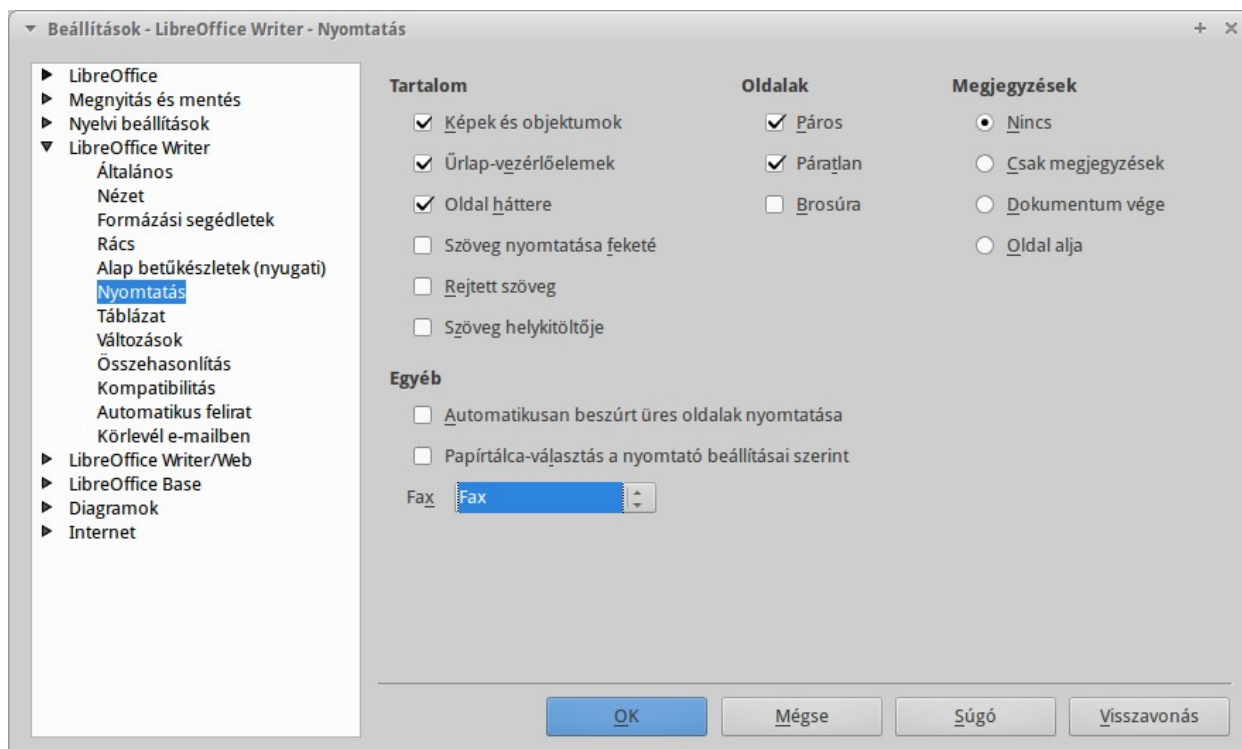 Beállítások - LibreOffice Writer - Nyomtatás
LibreOffice
Megnyitás és mentés
Nyelvi beállítások
LibreOffice Writer
Általános
Nézet
Formázási segédletek
Rács
Alap betűkészletek (nyugati)
Nyomtatás
Táblázat
Változások
Összehasonlítás
Kompatibilitás
Automatikus felirat
Körlevél e-mailben
LibreOffice Writer/Web
LibreOffice Base
Diagramok
Internet
Tartalom
Képek és objektumok
Űrlap-vezérlőelemek
Oldal háttere
Szöveg nyomtatása feketé
Rejtett szöveg
Szöveg helykitöltője
Oldalak
Páros
Páratlan
Brosúra
Megjegyzések
Nincs
Csak megjegyzések
Dokumentum vége
Oldal alja
Egyéb
Automatikusan beszúrt üres oldalak nyomtatása
Papírtálca-választás a nyomtató beállításai szerint
Fax Fax
OK Mégse Súgó Visszavonás